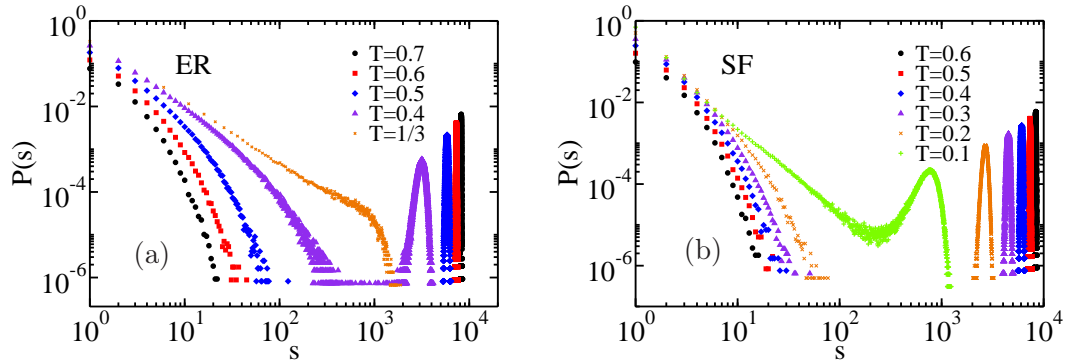 10^0
10^-2
10^-4
10^-6
P(s)
ER
T=0.7
T=0.6
T=0.5
T=0.4
T=1/3
(a)
10^0 10^1 10^2 10^3 10^4
s
10^0
10^-2
10^-4
10^-6
P(s)
SF
T=0.6
T=0.5
T=0.4
T=0.3
T=0.2
T=0.1
(b)
10^0 10^1 10^2 10^3 10^4
s